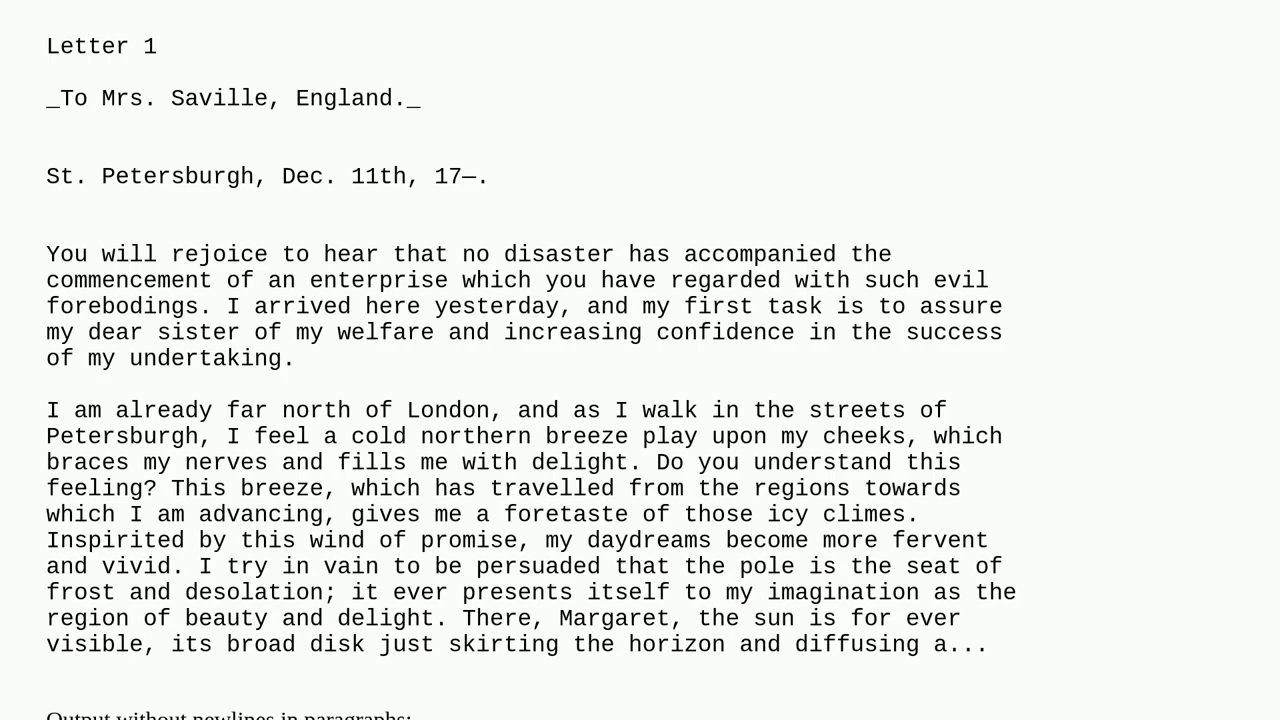 Letter 1
_To Mrs. Saville, England._
St. Petersburgh, Dec. 11th, 17—.
You will rejoice to hear that no disaster has accompanied the
commencement of an enterprise which you have regarded with such evil
forebodings. I arrived here yesterday, and my first task is to assure
my dear sister of my welfare and increasing confidence in the success
of my undertaking.
I am already far north of London, and as I walk in the streets of
Petersburgh, I feel a cold northern breeze play upon my cheeks, which
braces my nerves and fills me with delight. Do you understand this
feeling? This breeze, which has travelled from the regions towards
which I am advancing, gives me a foretaste of those icy climes.
Inspirited by this wind of promise, my daydreams become more fervent
and vivid. I try in vain to be persuaded that the pole is the seat of
frost and desolation; it ever presents itself to my imagination as the
region of beauty and delight. There, Margaret, the sun is for ever
visible, its broad disk just skirting the horizon and diffusing a...
Output without newlines in paragraphs: